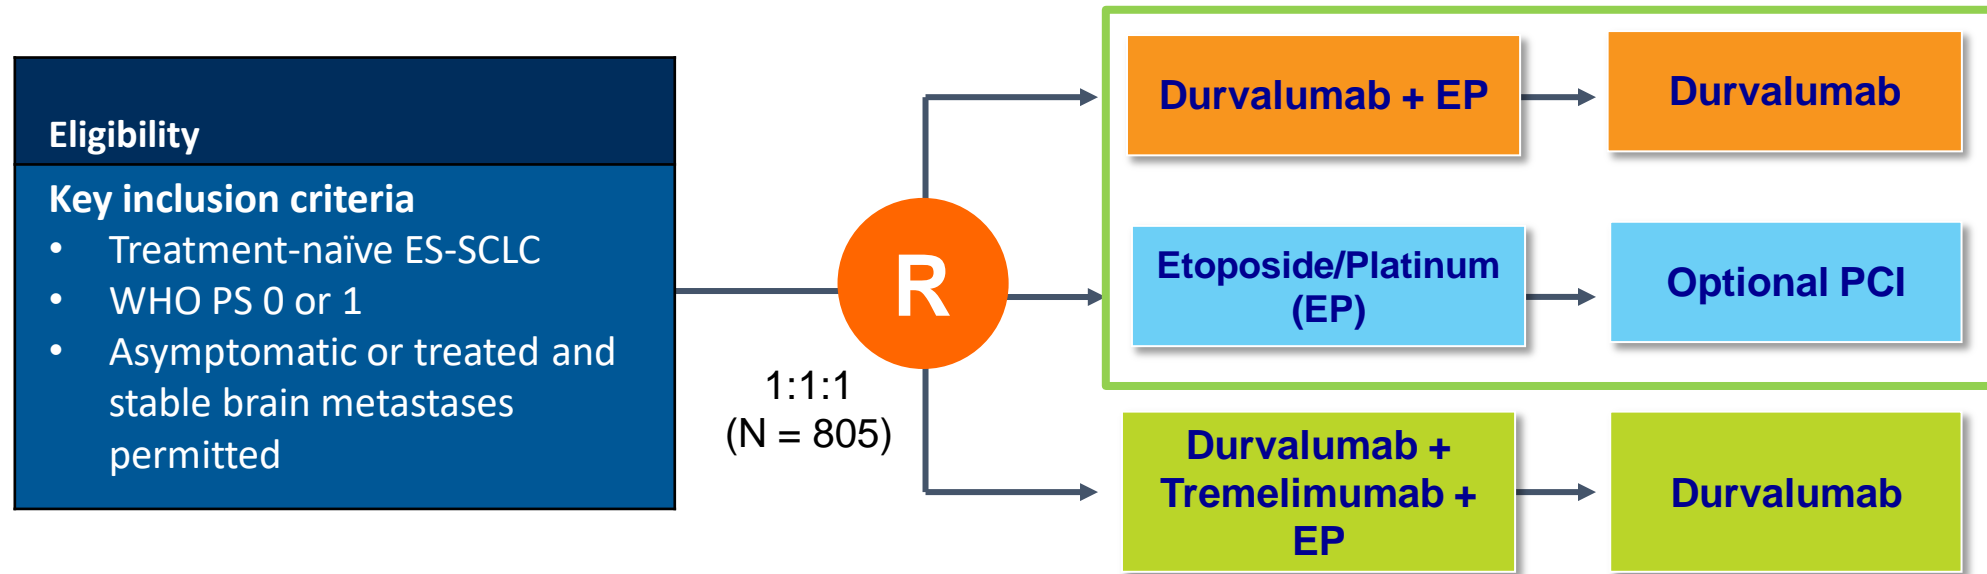 Eligibility
Key inclusion criteria
• Treatment-naïve ES-SCLC
• WHO PS 0 or 1
• Asymptomatic or treated and
stable brain metastases
permitted
R
1:1:1
(N = 805)
Durvalumab + EP
Durvalumab
Etoposide/Platinum
(EP)
Optional PCI
Durvalumab +
Tremelimumab +
EP
Durvalumab